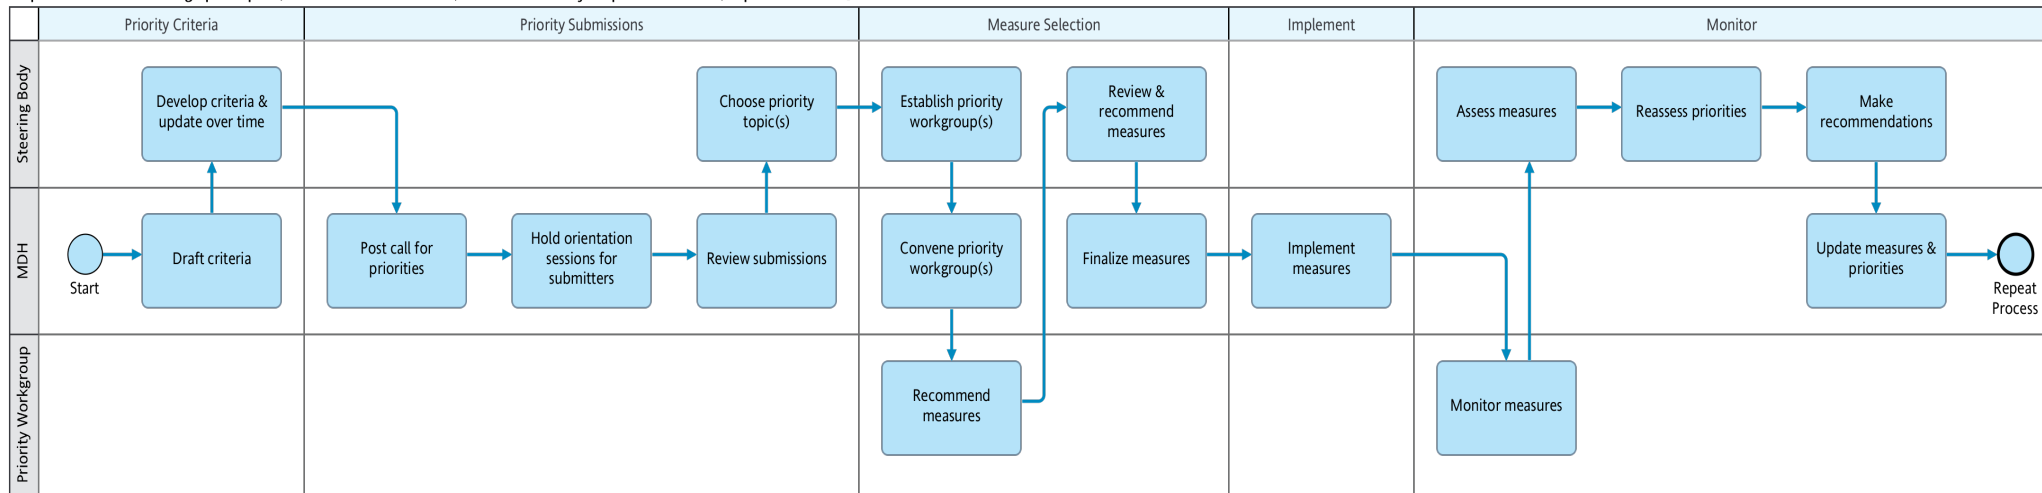 Priority Criteria
Priority Submissions
Measure Selection
Implement
Monitor
Steering Body
Develop criteria &
update over time
Choose priority
topic(s)
Establish priority
workgroup(s)
Review &
recommend
measures
Assess measures
Reassess priorities
Make
recommendations
MDH
Start
Draft criteria
Post call for
priorities
Hold orientation
sessions for
submitters
Review submissions
Convene priority
workgroup(s)
Finalize measures
Implement
measures
Update measures &
priorities
Repeat
Process
Priority Workgroup
Recommend
measures
Monitor measures